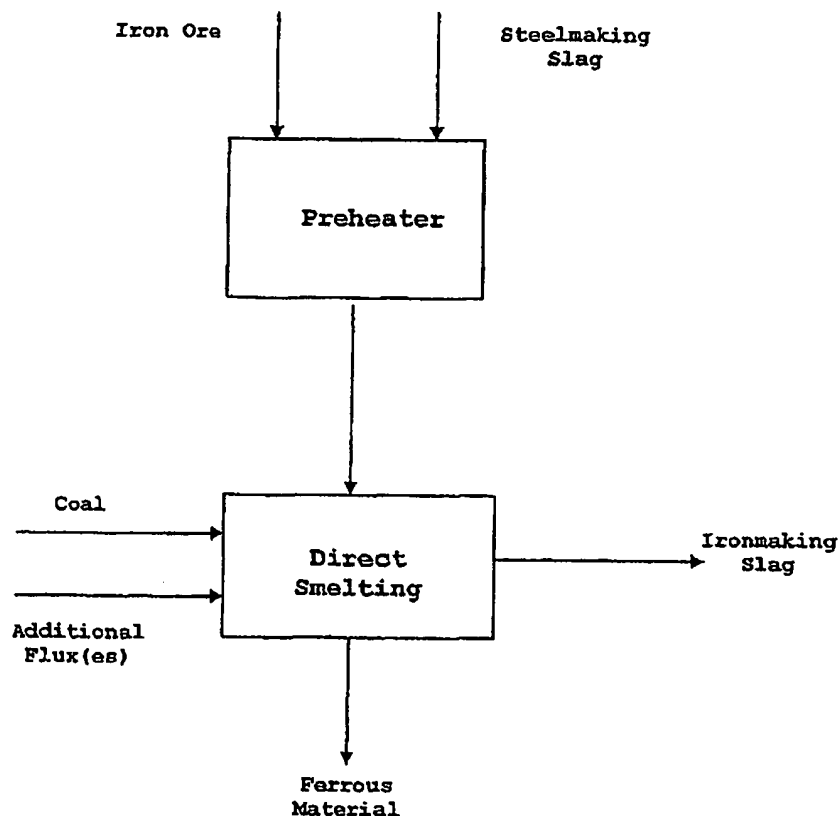 Iron Ore
Steelmaking
Slag
Preheater
Coal
Direct
Smelting
Ironmaking
Slag
Additional
Flux(es)
Ferrous
Material